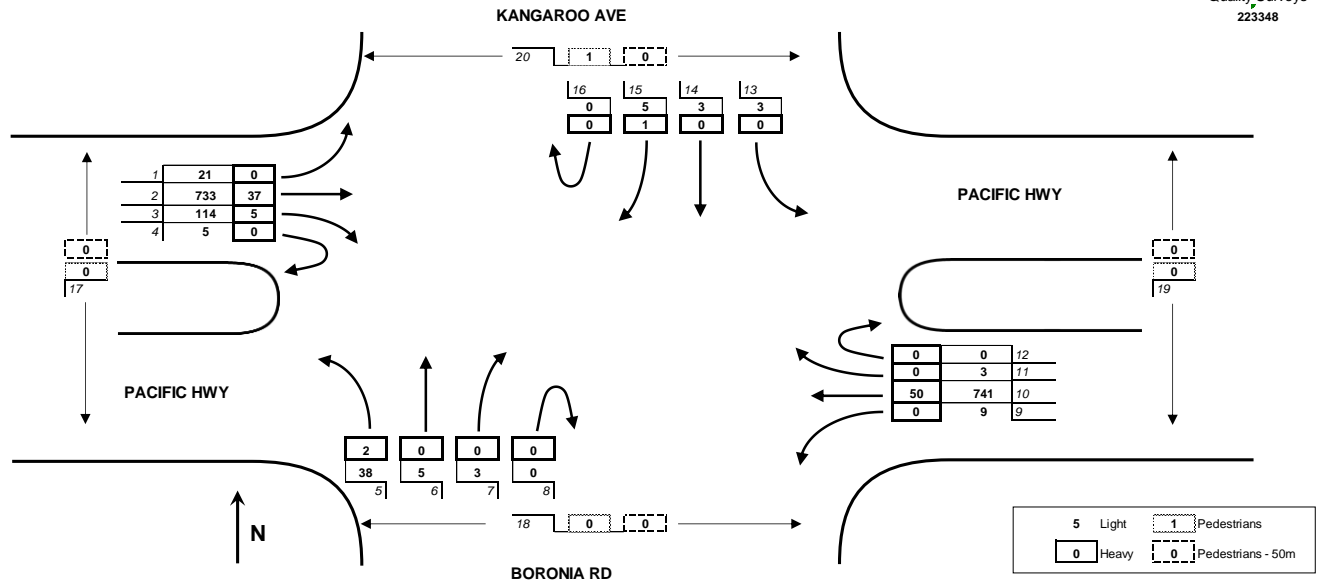 Quality Surveys
223348
KANGAROO AVE
20 1 0
16 15 14 13
0 5 3 3
0 1 0 0
1 21 0
2 733 37
3 114 5
4 5 0
PACIFIC HWY
0
0
17
0
0
19
0 0 12
0 3 11
50 741 10
0 9 9
PACIFIC HWY
2 0 0 0
38 5 3 0
5 6 7 8
18 0 0
N
BORONIA RD
5 Light 1 Pedestrians
0 Heavy 0 Pedestrians - 50m